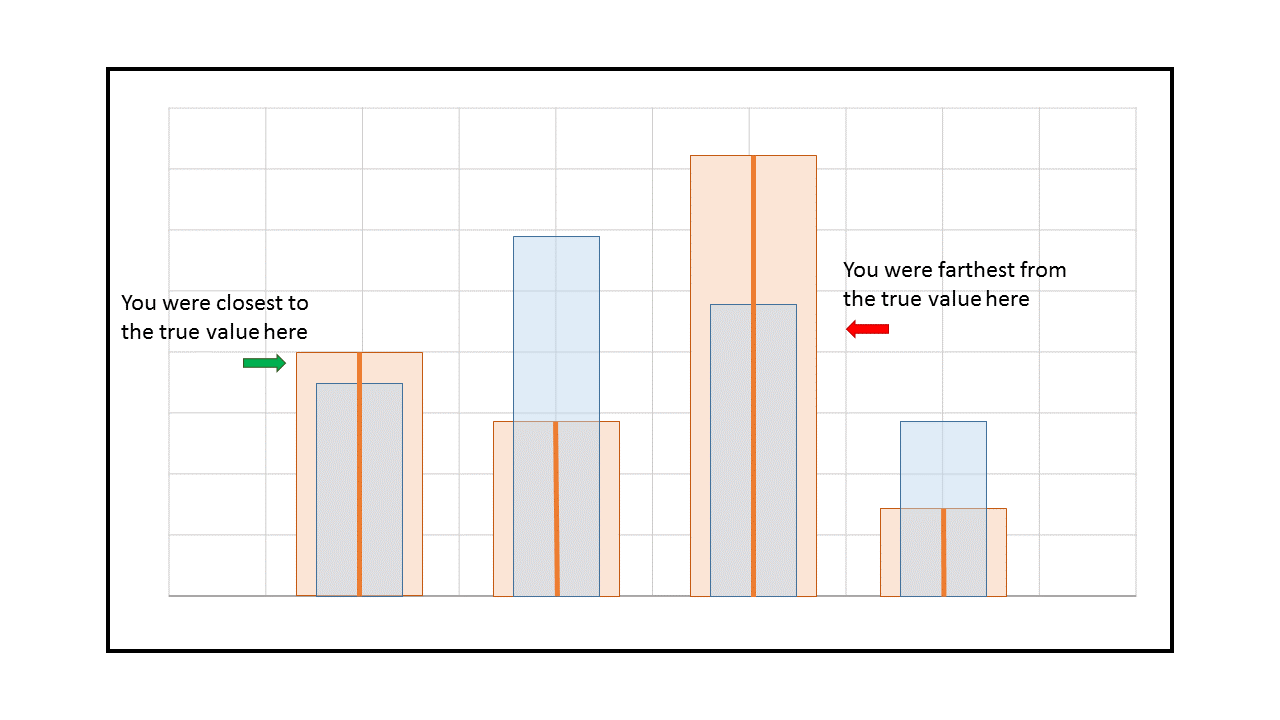 You were closest to
the true value here
You were farthest from
the true value here